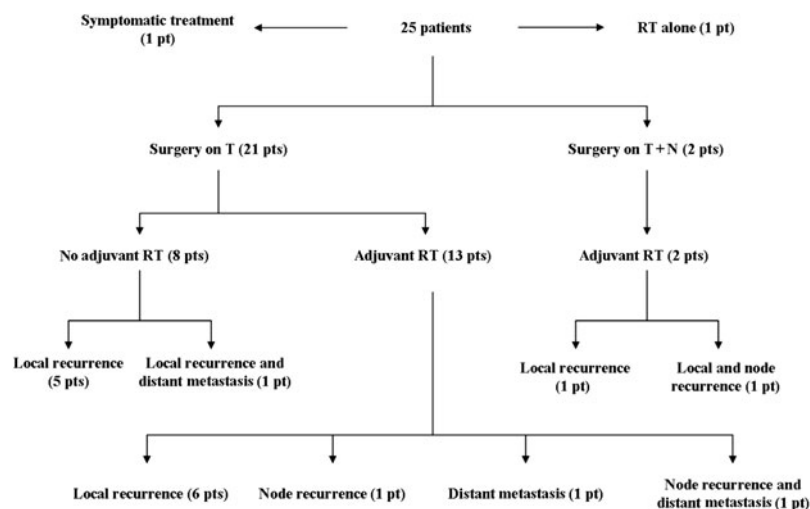 Symptomatic treatment
(1 pt)
25 patients
RT alone (1 pt)
Surgery on T (21 pts)
Surgery on T+N (2 pts)
No adjuvant RT (8 pts)
Adjuvant RT (13 pts)
Adjuvant RT (2 pts)
Local recurrence
(5 pts)
Local recurrence and
distant metastasis (1 pt)
Local recurrence
(1 pt)
Local and node
recurrence (1 pt)
Local recurrence (6 pts)
Node recurrence (1 pt)
Distant metastasis (1 pt)
Node recurrence and
distant metastasis (1 pt)